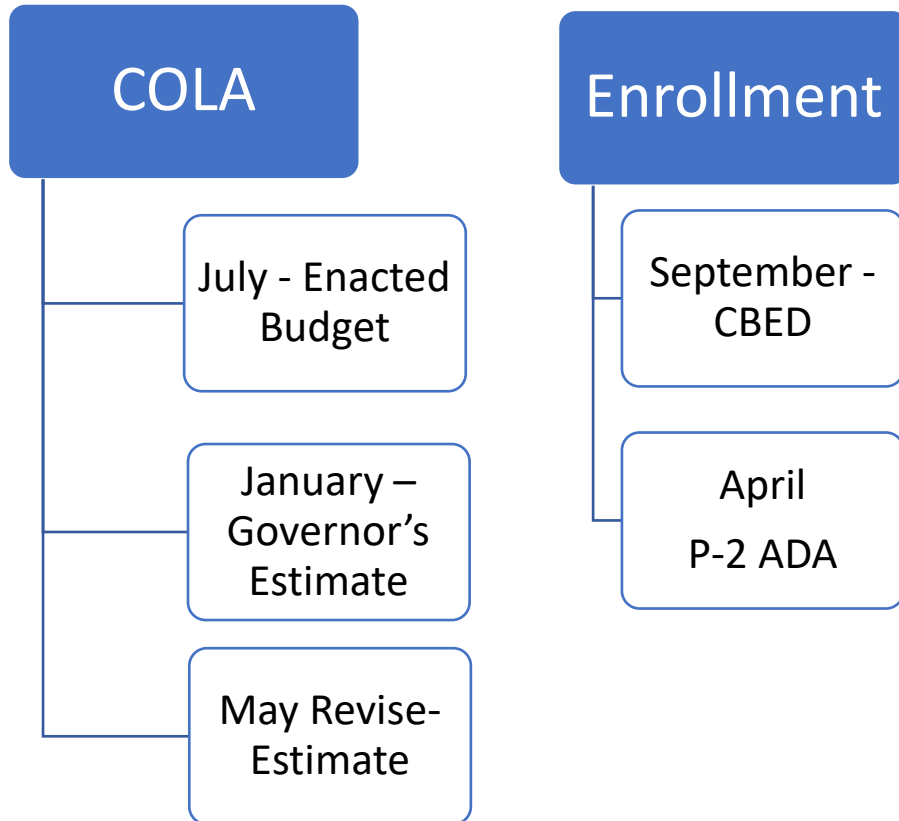 COLA
July - Enacted
Budget
January –
Governor’s
Estimate
May Revise-
Estimate
Enrollment
September -
CBED
April
P-2 ADA